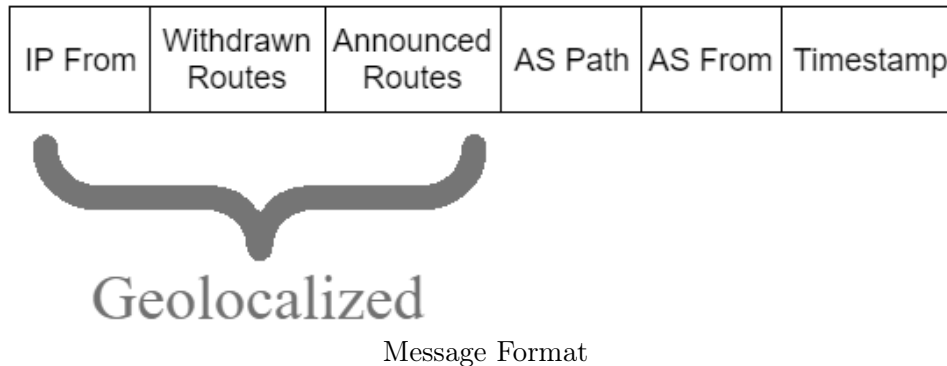 IP From
Withdrawn
Routes
Announced
Routes
AS Path
AS From
Timestamp
Geolocalized
Message Format